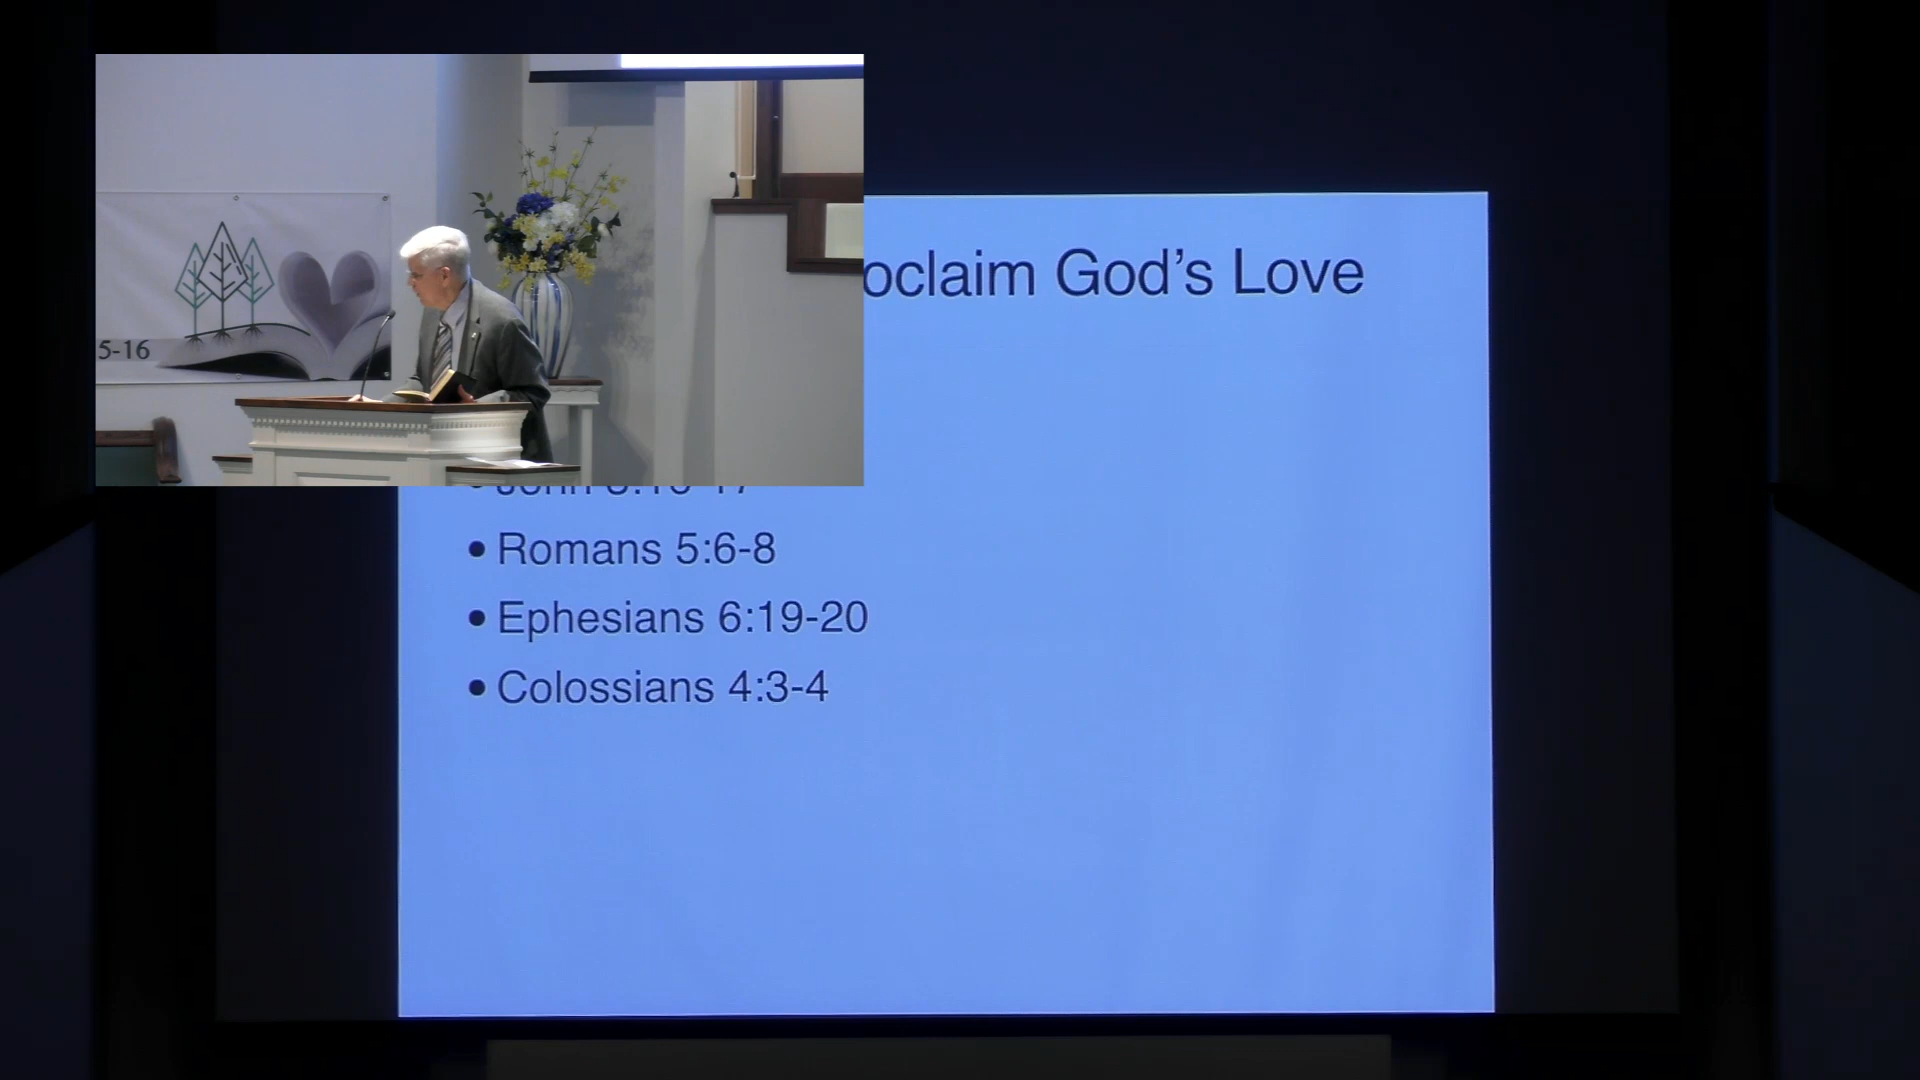 5-16
oclaim God's Love
• Romans 5:6-8
• Ephesians 6:19-20
• Colossians 4:3-4